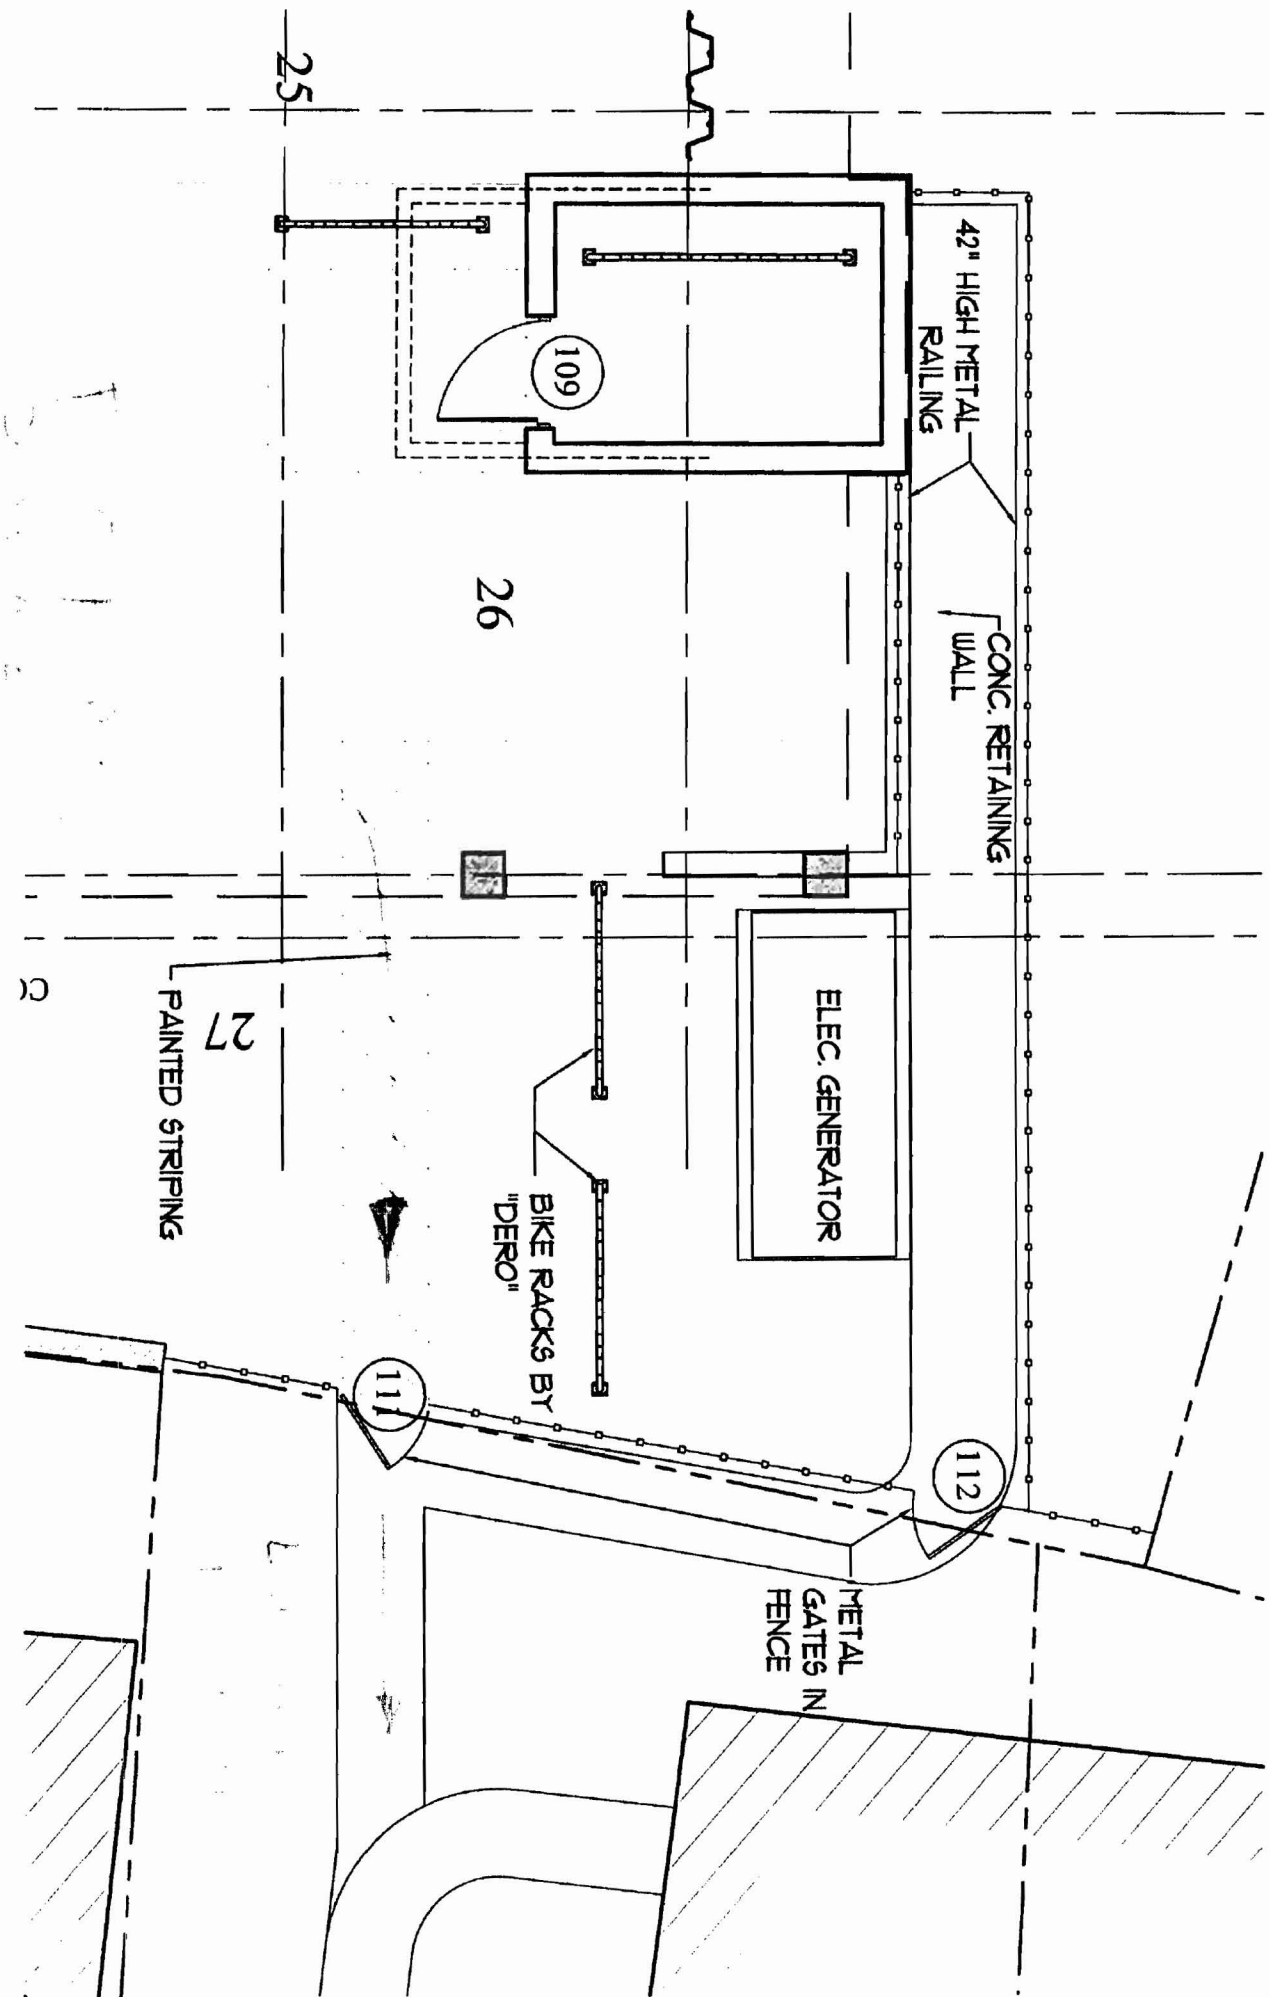 25
42" HIGH METAL
RAILING
109
CONC. RETAINING
WALL
26
ELEC. GENERATOR
27
PAINTED STRIPING
BIKE RACKS BY
"DERO"
111
112
METAL
GATES IN
FENCE